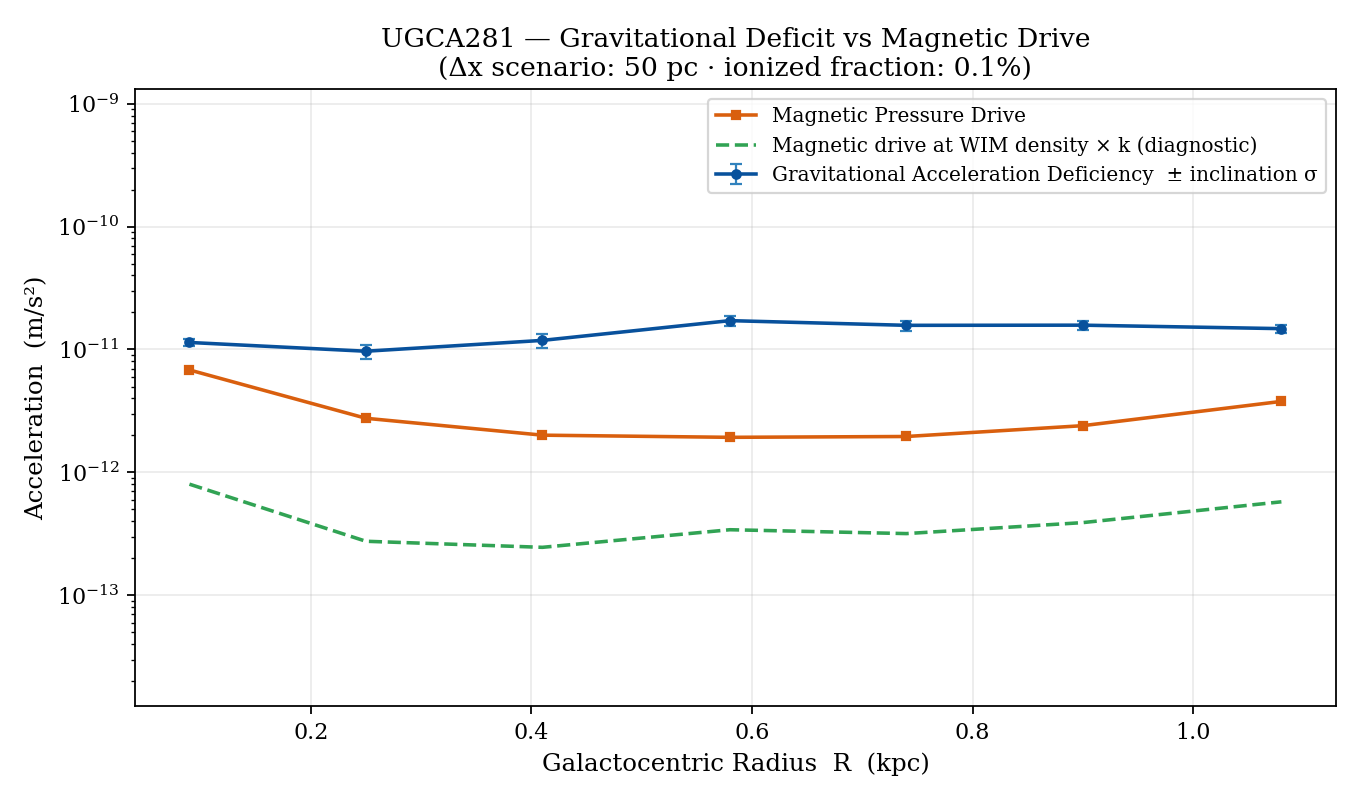 UGCA281 — Gravitational Deficit vs Magnetic Drive
(Δx scenario: 50 pc · ionized fraction: 0.1%)
Magnetic Pressure Drive
Magnetic drive at WIM density × k (diagnostic)
Gravitational Acceleration Deficiency ± inclination σ
Acceleration (m/s²)
10⁻⁹
10⁻¹⁰
10⁻¹¹
10⁻¹²
10⁻¹³
0.2 0.4 0.6 0.8 1.0
Galactocentric Radius R (kpc)